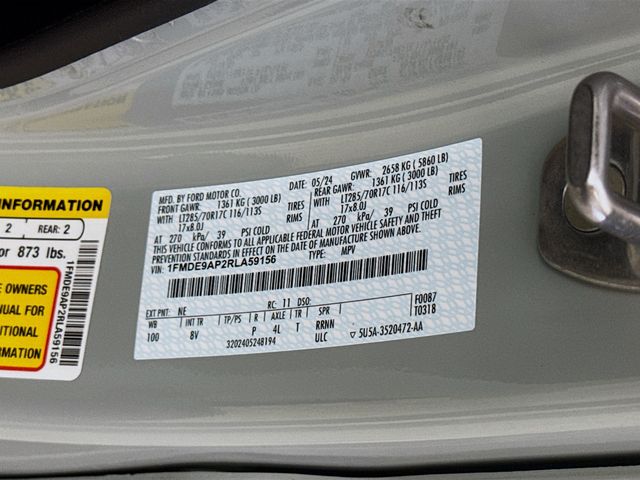 INFORMATION
2 REAR: 2
or 873 lbs.
E OWNERS
ANUAL FOR
DITIONAL
ORMATION
1FMDE9AP2RLA59156
MFD. BY FORD MOTOR CO.
DATE: 05/24 GVWR: 2658 KG ( 5860 LB)
FRONT GAWR: 1361 KG ( 3000 LB) REAR GAWR: 1361 KG ( 3000 LB)
WITH LT285/70R17C 116/113S TIRES WITH LT285/70R17C 116/113S TIRES
17x8.0J RIMS 17x8.0J RIMS
AT 270 kPa/ 39 PSI COLD AT 270 kPa/ 39 PSI COLD
THIS VEHICLE CONFORMS TO ALL APPLICABLE FEDERAL MOTOR VEHICLE SAFETY AND THEFT
PREVENTION STANDARDS IN EFFECT ON THE DATE OF MANUFACTURE SHOWN ABOVE.
VIN: 1FMDE9AP2RLA59156 TYPE: MPV
EXT PNT: NE RC: 11 DSO: F0087
WB INT TR TP/PS R AXLE TR SPR T0318
100 8V P 4L T RRNN
3202405248194 ULC ▽ 5U5A-3520472-AA